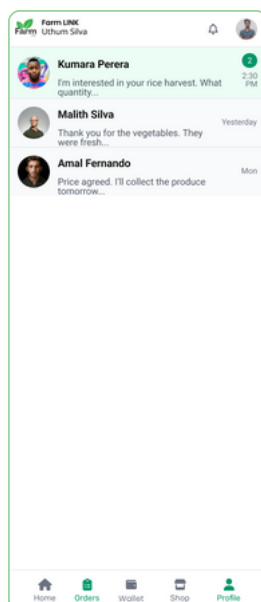 Farm LINK
Farm Uthum Silva
Kumara Perera
2
I'm interested in your rice harvest. What quantity...
2:30 PM
Malith Silva
Yesterday
Thank you for the vegetables. They were fresh...
Amal Fernando
Mon
Price agreed. I'll collect the produce tomorrow...
Home Orders Wallet Shop Profile